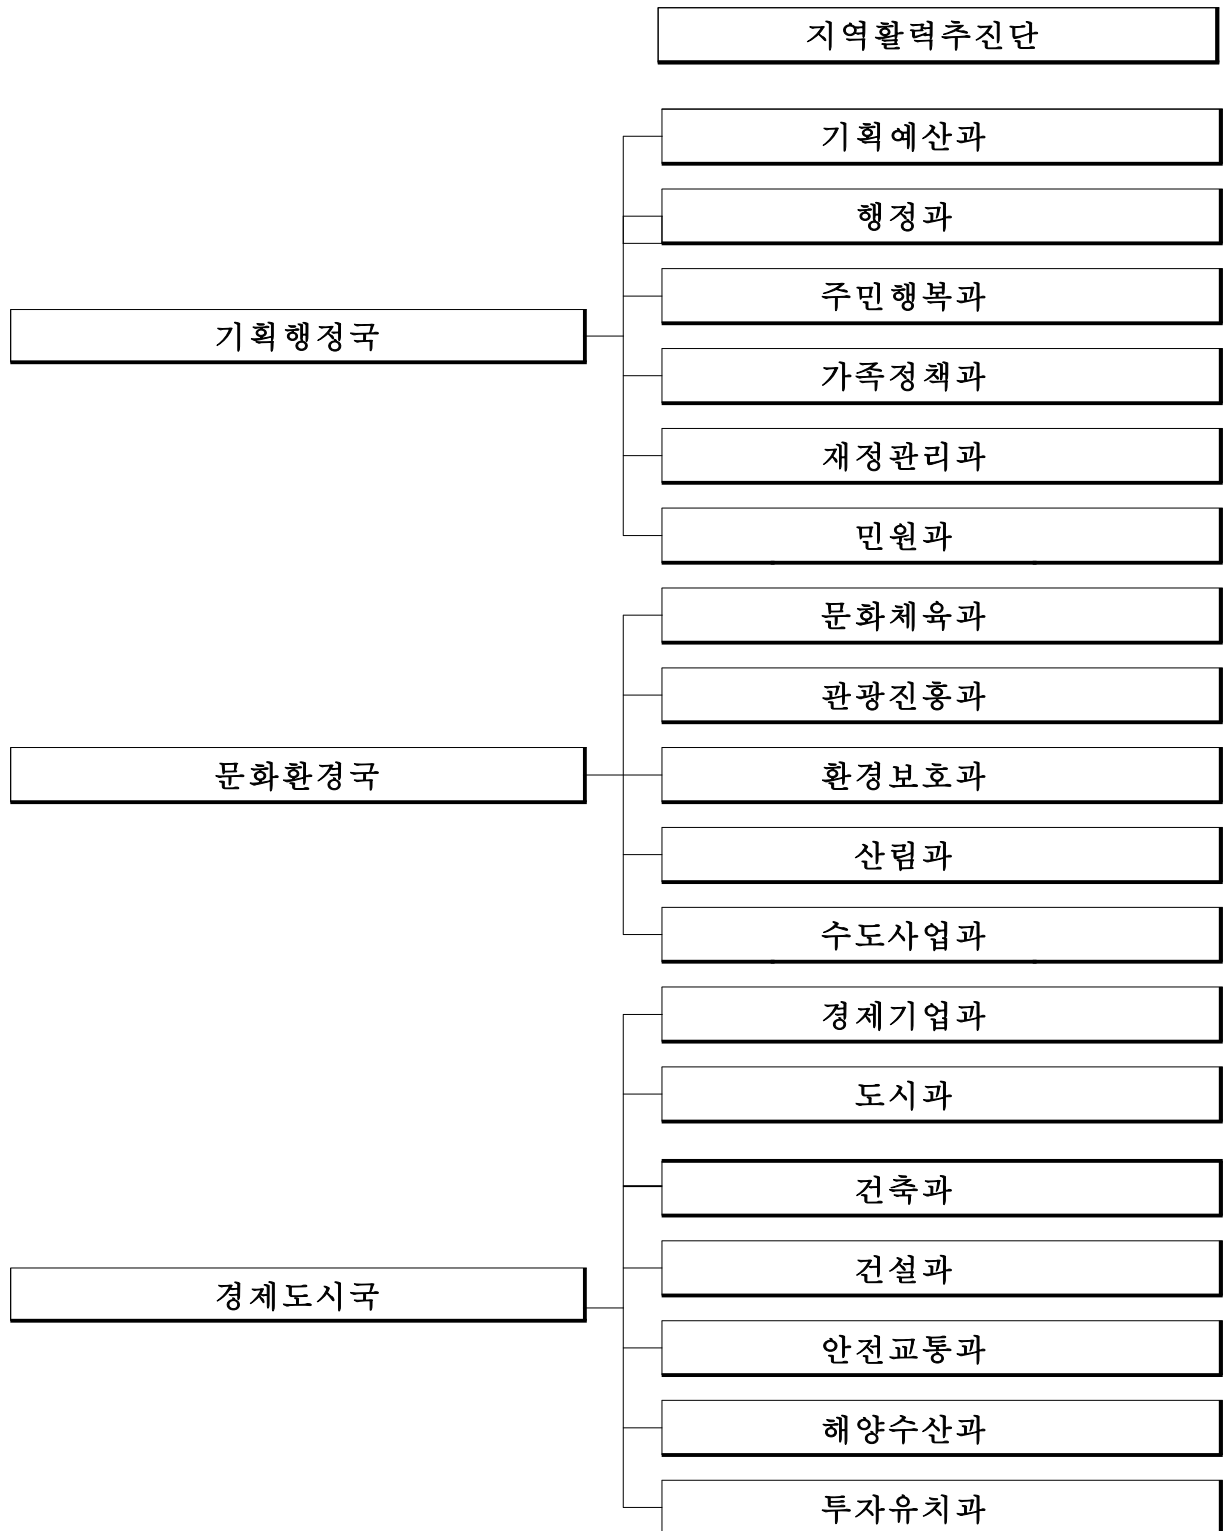 지역활력추진단
기획행정국
기획예산과
행정과
주민행복과
가족정책과
재정관리과
민원과
문화환경국
문화체육과
관광진흥과
환경보호과
산림과
수도사업과
경제도시국
경제기업과
도시과
건축과
건설과
안전교통과
해양수산과
투자유치과